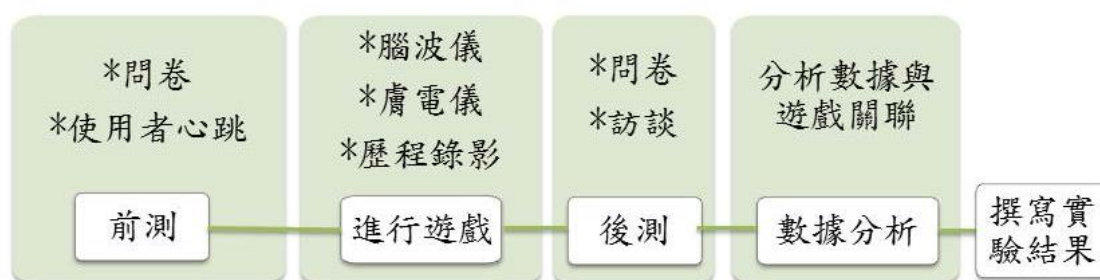 *問卷
*使用者心跳
前測
*腦波儀
*膚電儀
*歷程錄影
進行遊戲
*問卷
*訪談
後測
分析數據與
遊戲關聯
數據分析
撰寫實
驗結果